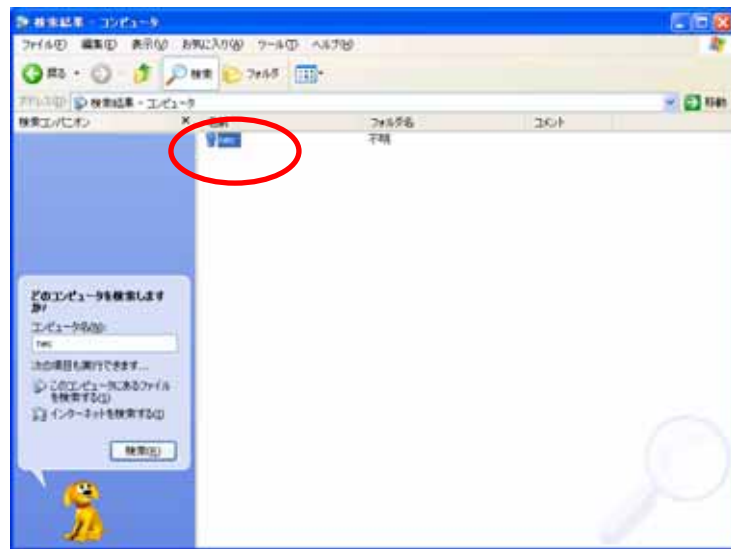 検索結果 - コンピュータ
ファイル(F) 編集(E) 表示(V) お気に入り(A) ツール(T) ヘルプ(H)
戻る 検索 フォルダ
アドレス(D) 検索結果 - コンピュータ 移動
検索コンパニオン × 名前 フォルダ名 コメント
nec 不明
どのコンピュータを検索します
か?
コンピュータ名(N):
nec
次の項目も実行できます...
このコンピュータにあるファイル
を検索する(C)
インターネットを検索する(I)
検索(R)